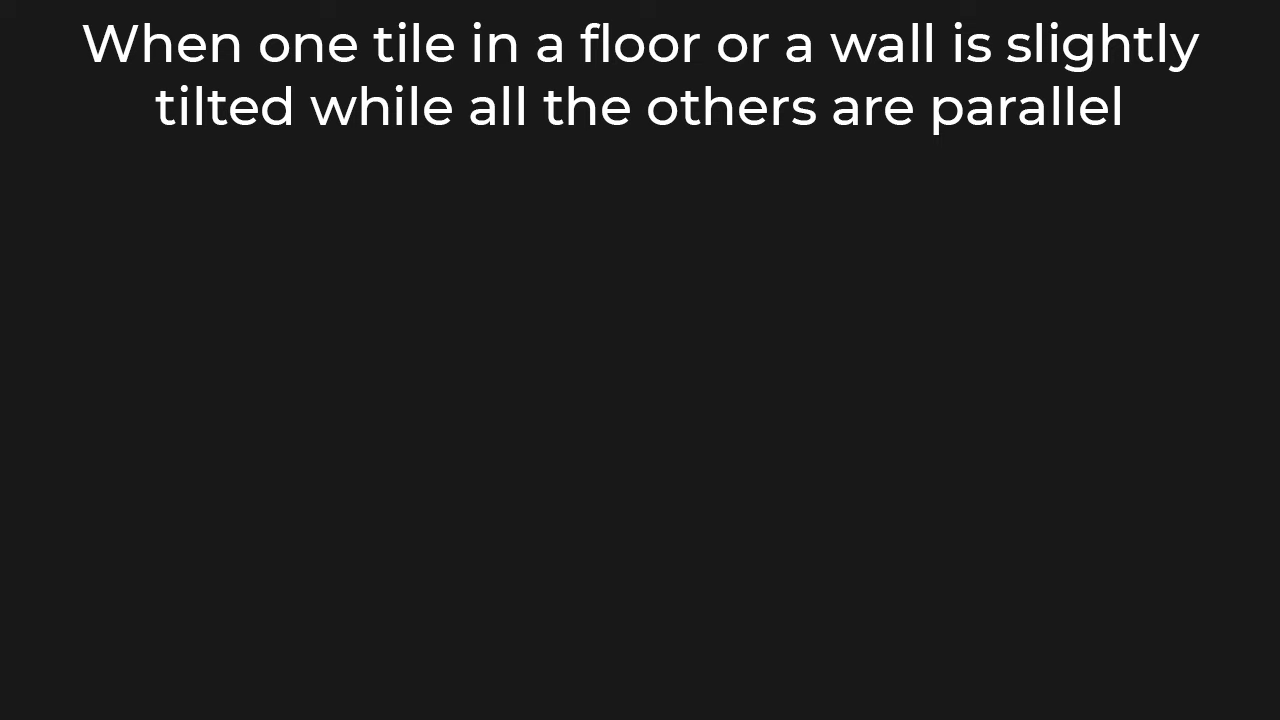 When one tile in a floor or a wall is slightly
tilted while all the others are parallel